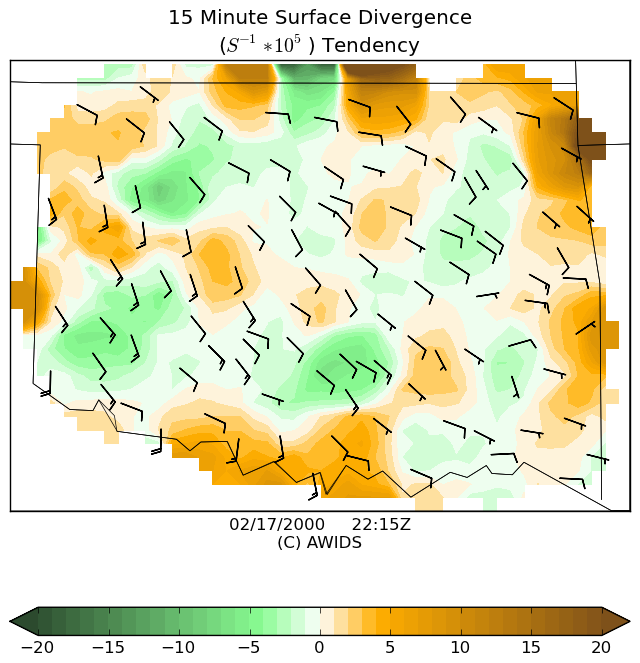 15 Minute Surface Divergence
(S⁻¹ *10⁵ ) Tendency
02/17/2000 22:15Z
(C) AWIDS
−20 −15 −10 −5 0 5 10 15 20